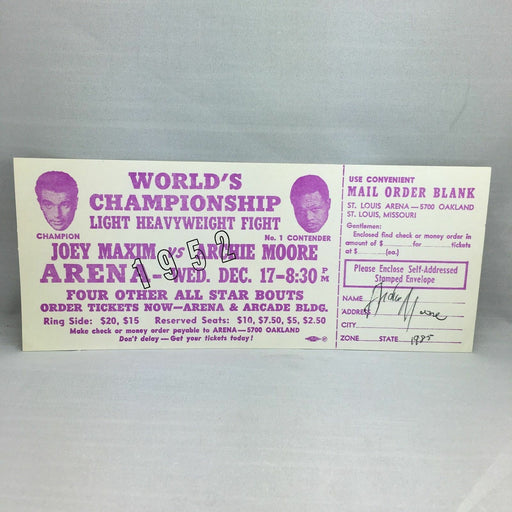 WORLD'S
CHAMPIONSHIP
LIGHT HEAVYWEIGHT FIGHT
CHAMPION
No. 1 CONTENDER
JOEY MAXIM vs ARCHIE MOORE
1952
ARENA—WED. DEC. 17-8:30 PM
FOUR OTHER ALL STAR BOUTS
ORDER TICKETS NOW—ARENA & ARCADE BLDG.
Ring Side: $20, $15 Reserved Seats: $10, $7.50, $5, $2.50
Make check or money order payable to ARENA—5700 OAKLAND
Don't delay—Get your tickets today!
USE CONVENIENT
MAIL ORDER BLANK
ST. LOUIS ARENA—5700 OAKLAND
ST. LOUIS, MISSOURI
Gentlemen:
Enclosed find check or money order in
amount of $ for tickets
at $ (ea.)
Please Enclose Self-Addressed
Stamped Envelope
NAME
ADDRESS
Archie Moore
CITY
ZONE STATE 1985